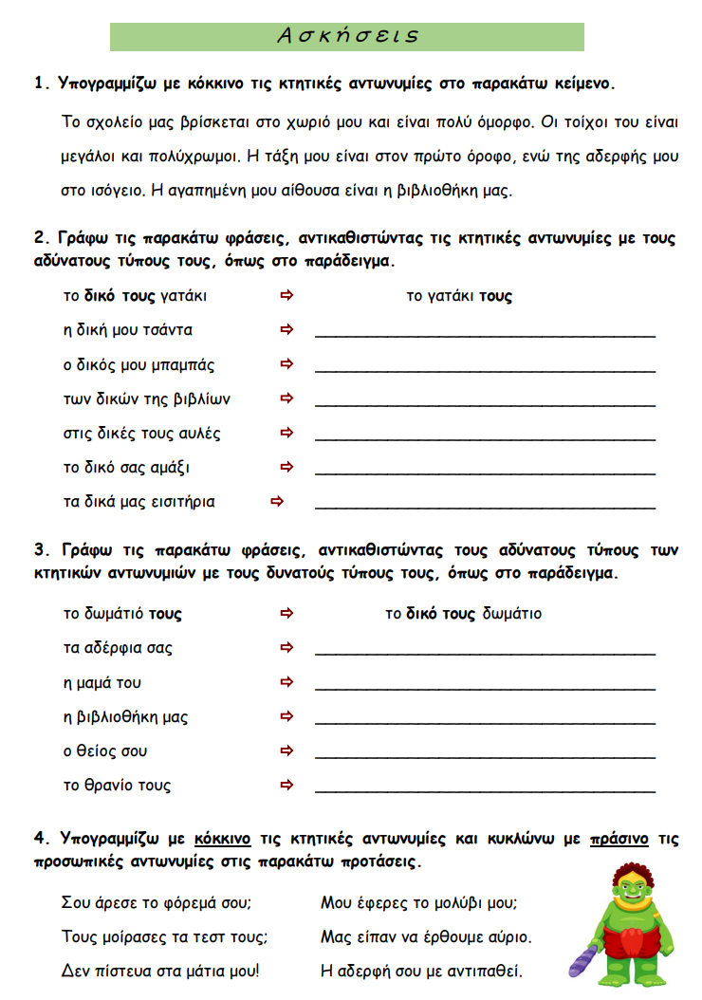 Ασκήσεις
1. Υπογραμμίζω με κόκκινο τις κτητικές αντωνυμίες στο παρακάτω κείμενο.
Το σχολείο μας βρίσκεται στο χωριό μου και είναι πολύ όμορφο. Οι τοίχοι του είναι
μεγάλοι και πολύχρωμοι. Η τάξη μου είναι στον πρώτο όροφο, ενώ της αδερφής μου
στο ισόγειο. Η αγαπημένη μου αίθουσα είναι η βιβλιοθήκη μας.
2. Γράφω τις παρακάτω φράσεις, αντικαθιστώντας τις κτητικές αντωνυμίες με τους
αδύνατους τύπους τους, όπως στο παράδειγμα.
το δικό τους γατάκι ⇨ το γατάκι τους
η δική μου τσάντα ⇨ ____________________
ο δικός μου μπαμπάς ⇨ ____________________
των δικών της βιβλίων ⇨ ____________________
στις δικές τους αυλές ⇨ ____________________
το δικό σας αμάξι ⇨ ____________________
τα δικά μας εισιτήρια ⇨ ____________________
3. Γράφω τις παρακάτω φράσεις, αντικαθιστώντας τους αδύνατους τύπους των
κτητικών αντωνυμιών με τους δυνατούς τύπους τους, όπως στο παράδειγμα.
το δωμάτιό τους ⇨ το δικό τους δωμάτιο
τα αδέρφια σας ⇨ ____________________
η μαμά του ⇨ ____________________
η βιβλιοθήκη μας ⇨ ____________________
ο θείος σου ⇨ ____________________
το θρανίο τους ⇨ ____________________
4. Υπογραμμίζω με κόκκινο τις κτητικές αντωνυμίες και κυκλώνω με πράσινο τις
προσωπικές αντωνυμίες στις παρακάτω προτάσεις.
Σου άρεσε το φόρεμά σου; Μου έφερες το μολύβι μου;
Τους μοίρασες τα τεστ τους; Μας είπαν να έρθουμε αύριο.
Δεν πίστευα στα μάτια μου! Η αδερφή σου με αντιπαθεί.